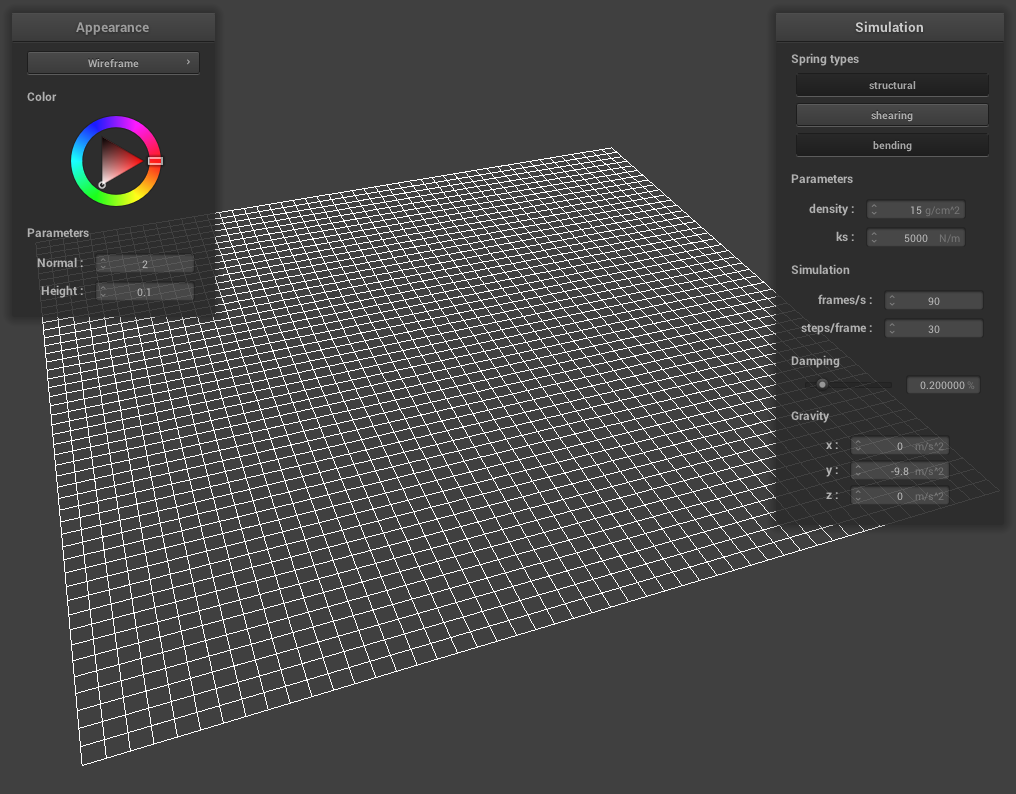 Appearance
Wireframe ›
Color
Parameters
Normal : 2
Height : 0.1
Simulation
Spring types
structural
shearing
bending
Parameters
density : 15 g/cm^2
ks : 5000 N/m
Simulation
frames/s : 90
steps/frame : 30
Damping
0.200000 %
Gravity
x : 0 m/s^2
y : -9.8 m/s^2
z : 0 m/s^2